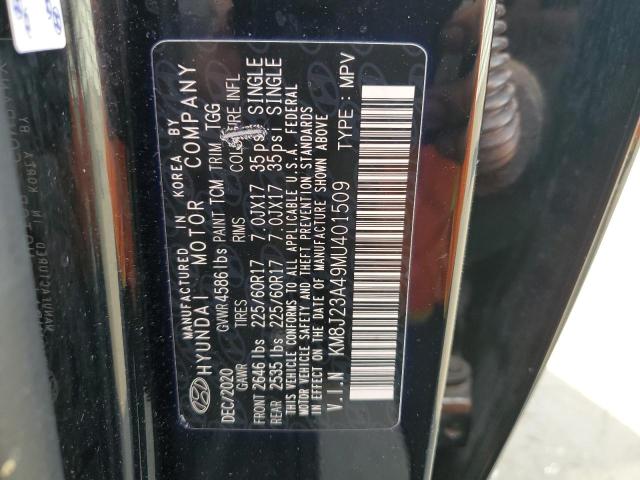 MANUFACTURED IN KOREA BY
HYUNDAI MOTOR COMPANY
DEC/2020 GVWR 4586 lbs PAINT TCM TRIM TGG
GAWR TIRES RIMS INFL
FRONT 2646 lbs 225/60R17 7.0JX17 35psi SINGLE
REAR 2535 lbs 225/60R17 7.0JX17 35psi SINGLE
THIS VEHICLE CONFORMS TO ALL APPLICABLE U.S.A. FEDERAL
MOTOR VEHICLE SAFETY AND THEFT PREVENTION STANDARDS
IN EFFECT ON THE DATE OF MANUFACTURE SHOWN ABOVE
V.I.N KM8J23A49MU401509 TYPE: MPV